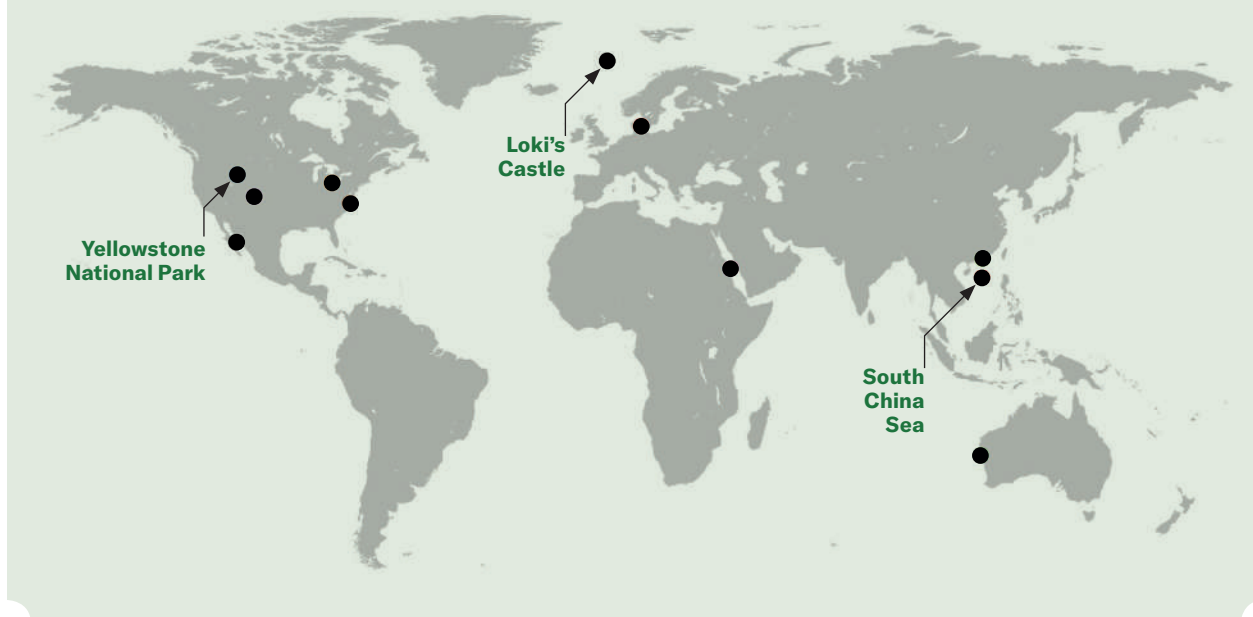 Loki’s
Castle
Yellowstone
National Park
South
China
Sea